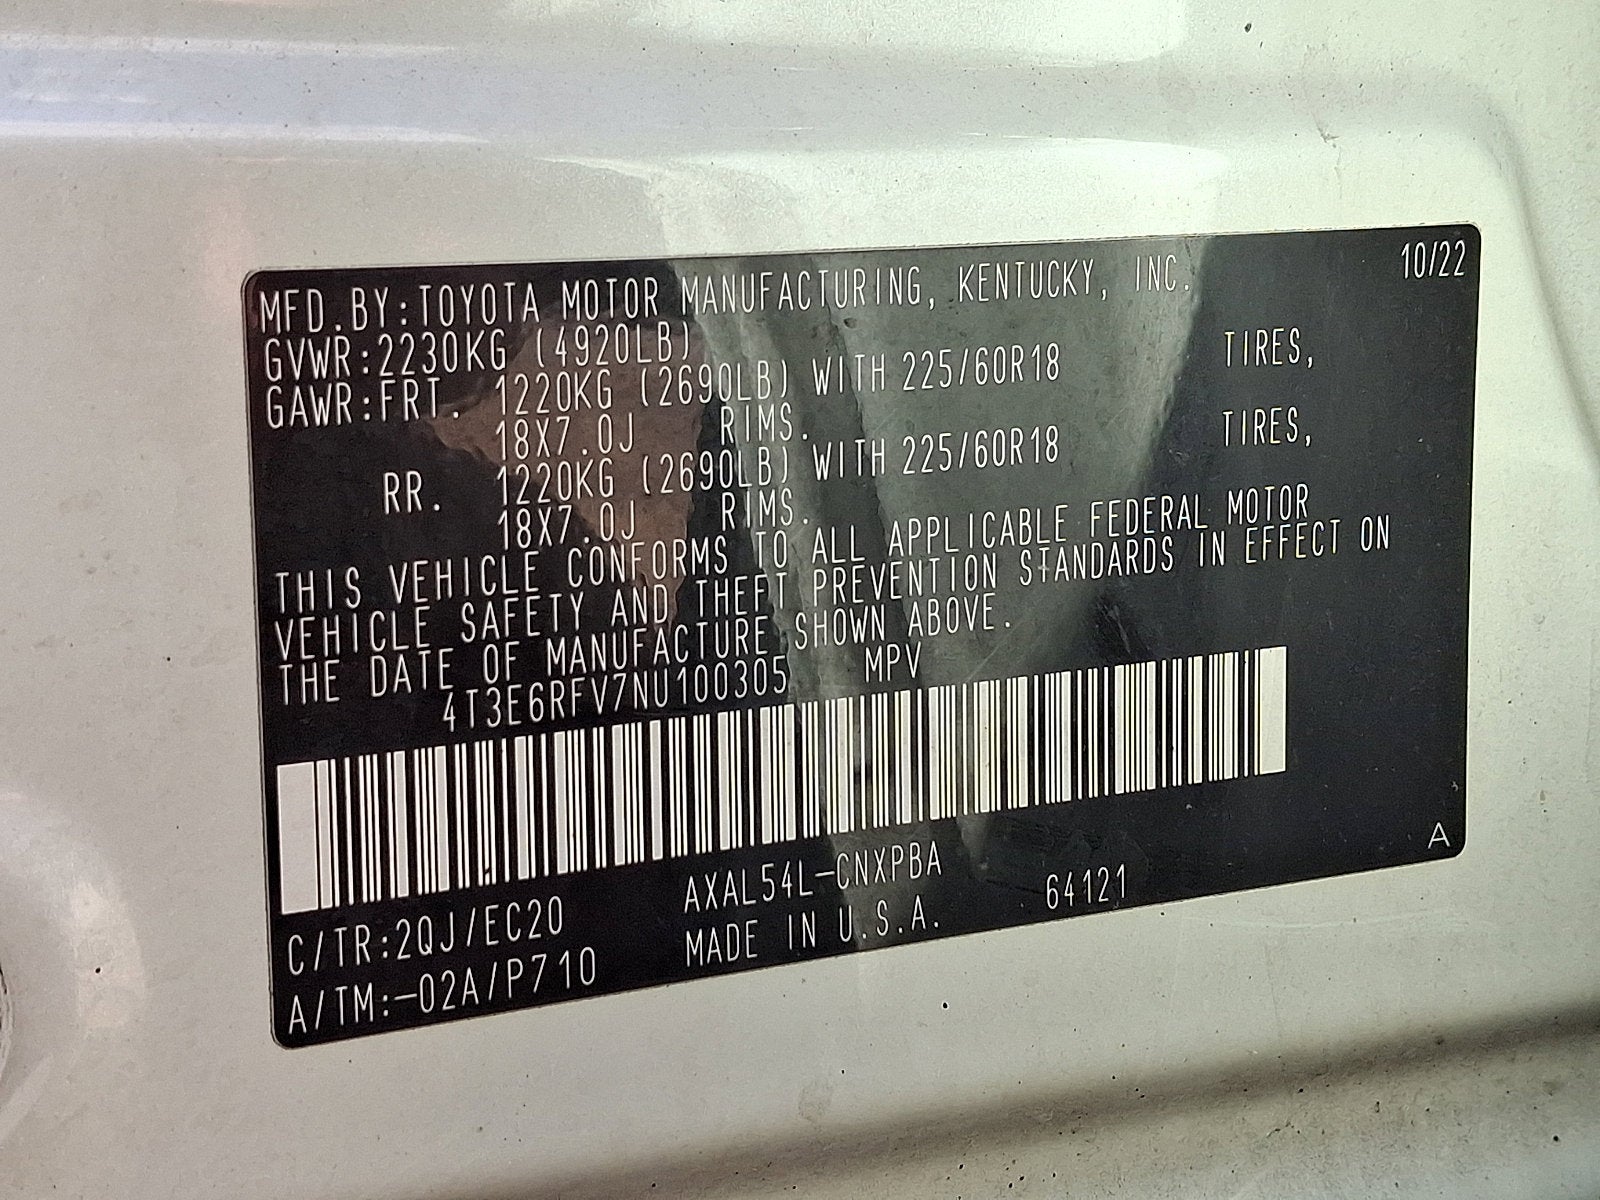 MFD.BY:TOYOTA MOTOR MANUFACTURING, KENTUCKY, INC. 10/22
GVWR:2230KG (4920LB)
GAWR:FRT. 1220KG (2690LB) WITH 225/60R18 TIRES,
18X7.0J RIMS.
RR. 1220KG (2690LB) WITH 225/60R18 TIRES,
18X7.0J RIMS.
THIS VEHICLE CONFORMS TO ALL APPLICABLE FEDERAL MOTOR
VEHICLE SAFETY AND THEFT PREVENTION STANDARDS IN EFFECT ON
THE DATE OF MANUFACTURE SHOWN ABOVE.
4T3E6RFV7NU100305 MPV
C/TR:2QJ/EC20 AXAL54L-CNXPBA A
A/TM:-02A/P710 MADE IN U.S.A. 64121